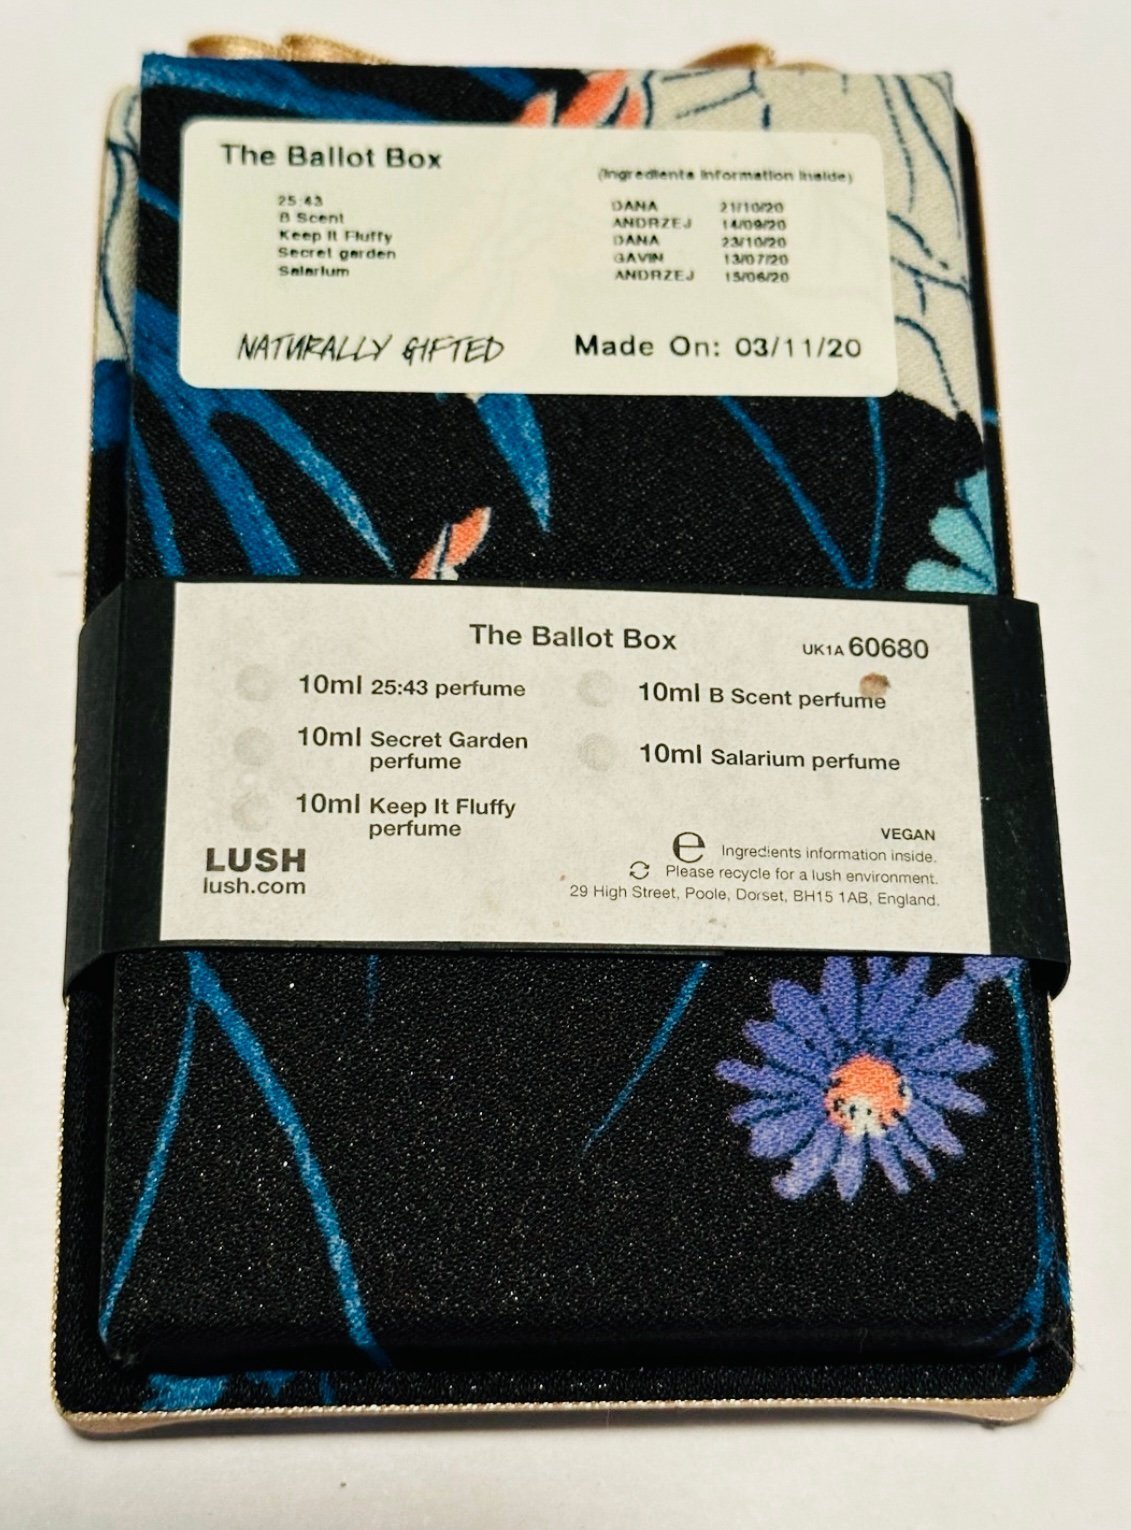 The Ballot Box
(Ingredients Information Inside)
25:43 DANA 21/10/20
B Scent ANDRZEJ 14/09/20
Keep It Fluffy DANA 23/10/20
Secret garden GAVIN 13/07/20
Salarium ANDRZEJ 15/06/20
NATURALLY GIFTED Made On: 03/11/20
The Ballot Box UK1A 60680
10ml 25:43 perfume
10ml B Scent perfume
10ml Secret Garden
perfume
10ml Salarium perfume
10ml Keep It Fluffy
perfume
LUSH
lush.com
VEGAN
e Ingredients information inside.
Please recycle for a lush environment.
29 High Street, Poole, Dorset, BH15 1AB, England.